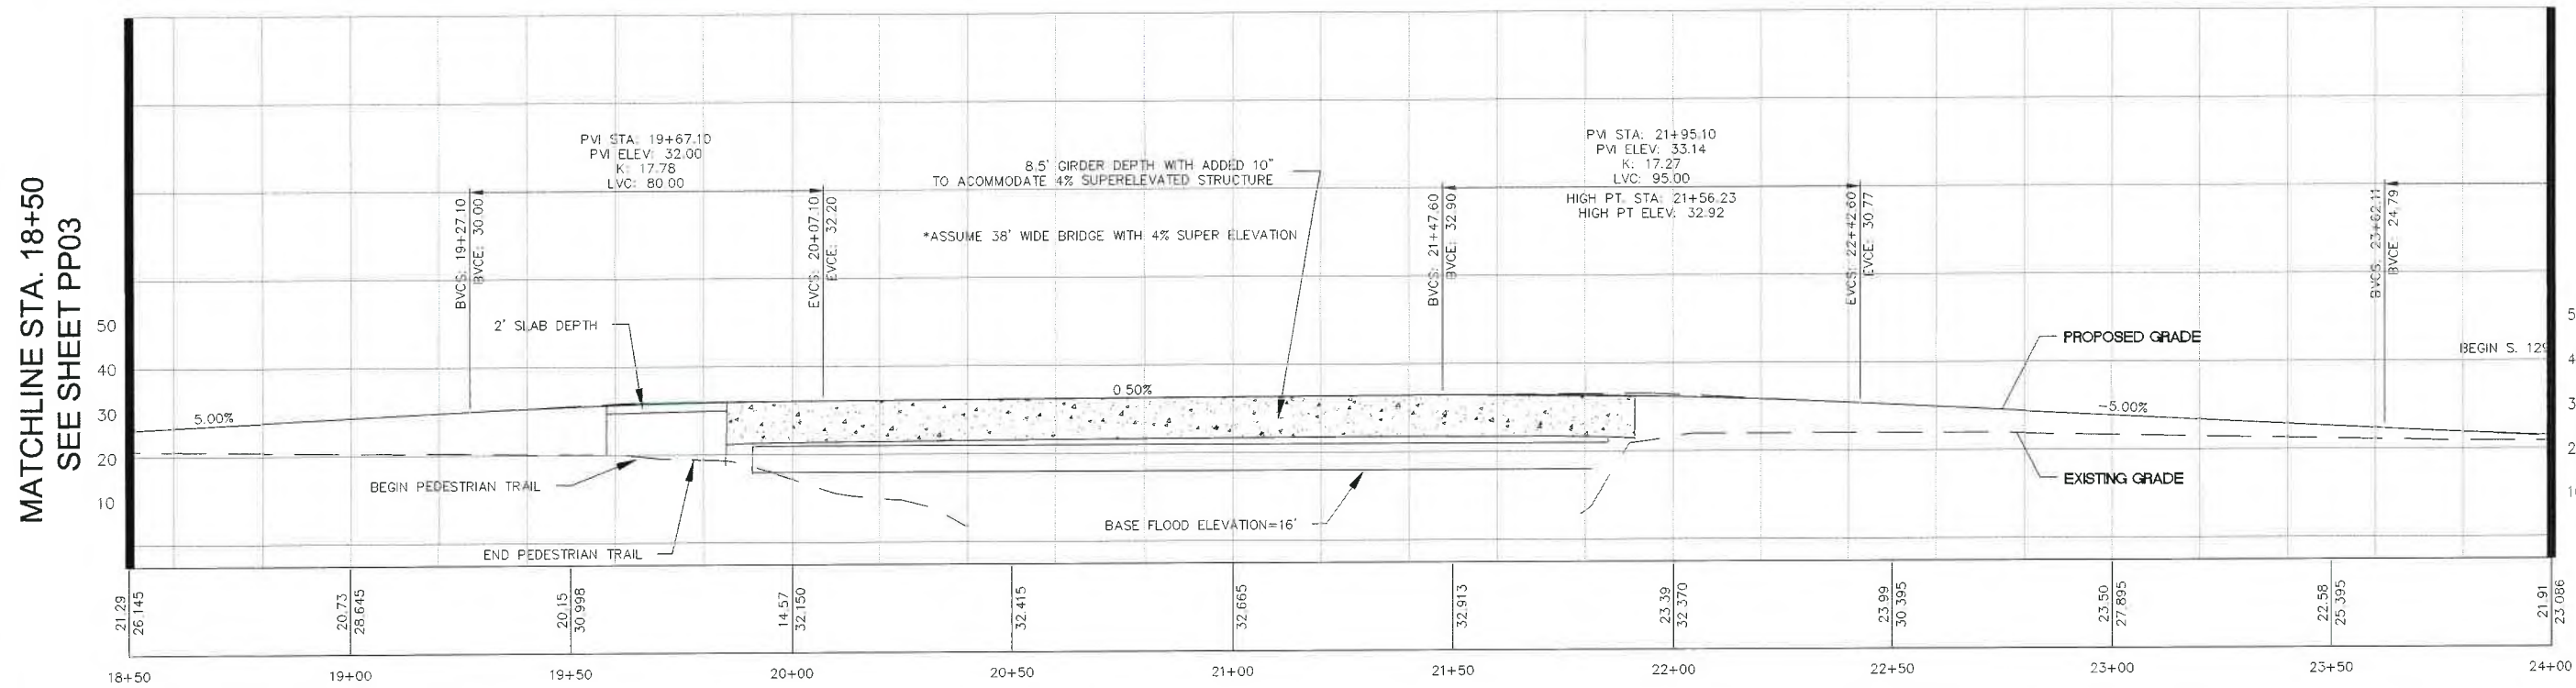 MATCHLINE STA. 18+50
SEE SHEET PP03
PVI STA: 19+67.10
PVI ELEV: 32.00
K: 17.78
LVC: 80.00
BVCS: 19+27.10
BVCE: 30.00
EVCS: 20+07.10
EVCE: 32.20
8.5' GIRDER DEPTH WITH ADDED 10"
TO ACOMMODATE 4% SUPERELEVATED STRUCTURE
*ASSUME 38' WIDE BRIDGE WITH 4% SUPER ELEVATION
PVI STA: 21+95.10
PVI ELEV: 33.14
K: 17.27
LVC: 95.00
HIGH PT. STA: 21+56.23
HIGH PT ELEV: 32.92
BVCS: 21+47.60
BVCE: 32.90
EVCS: 22+42.60
EVCE: 30.77
BVCS: 23+62.11
BVCE: 24.79
2' SLAB DEPTH
PROPOSED GRADE
BEGIN S. 129
50
40
30
20
10
5.00%
0.50%
-5.00%
BEGIN PEDESTRIAN TRAIL
EXISTING GRADE
BASE FLOOD ELEVATION=16'
END PEDESTRIAN TRAIL
21.29
26.145
20.73
28.645
20.15
30.998
14.57
32.150
32.415
32.665
32.913
23.39
32.370
23.99
30.395
23.50
27.895
22.58
25.395
21.91
23.086
18+50
19+00
19+50
20+00
20+50
21+00
21+50
22+00
22+50
23+00
23+50
24+00